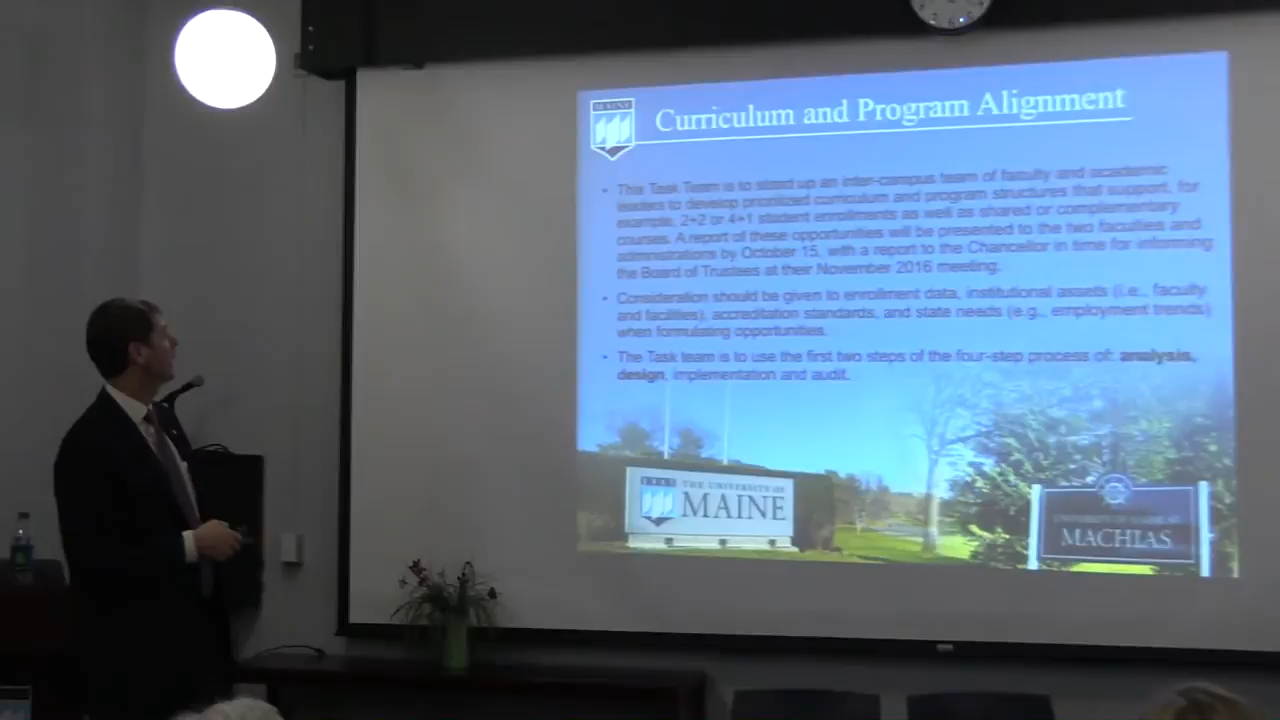 MAINE
Curriculum and Program Alignment
• This Task Team is to stand up an inter-campus team of faculty and academic
leaders to develop prioritized curriculum and program structures that support, for
example, 2+2 or 4+1 student enrollments as well as shared or complementary
courses. A report of these opportunities will be presented to the two faculties and
administrations by October 15, with a report to the Chancellor in time for informing
the Board of Trustees at their November 2016 meeting.
• Consideration should be given to enrollment data, institutional assets (i.e., faculty
and facilities), accreditation standards, and state needs (e.g., employment trends)
when formulating opportunities.
• The Task team is to use the first two steps of the four-step process of: analysis,
design, implementation and audit.
THE UNIVERSITY OF
MAINE
UNIVERSITY OF MAINE AT
MACHIAS